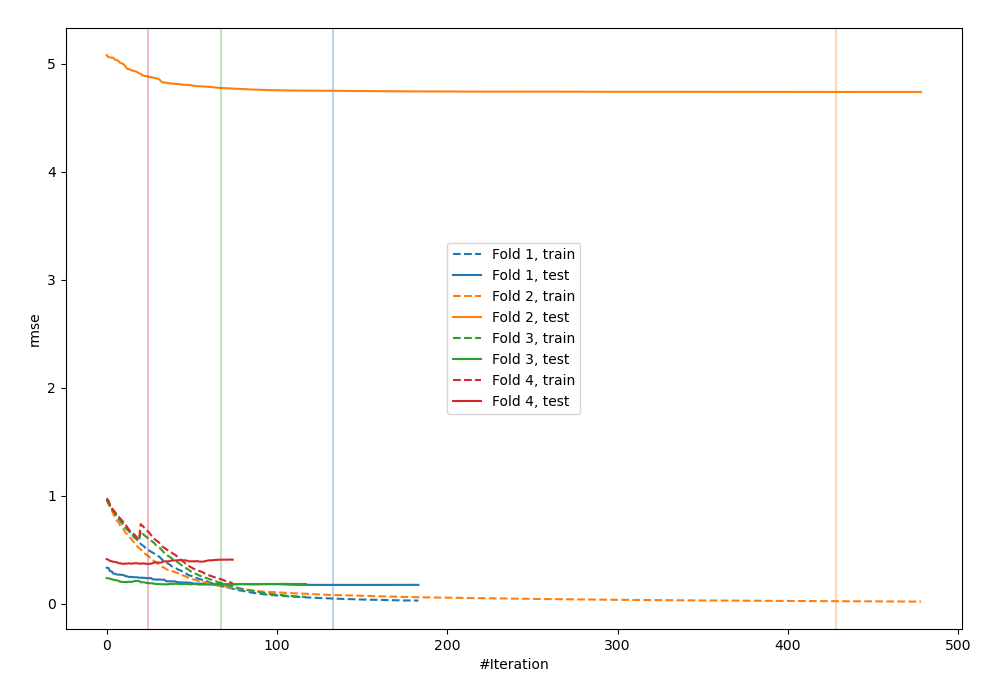 5
4
3
2
1
0
rmse
Fold 1, train
Fold 1, test
Fold 2, train
Fold 2, test
Fold 3, train
Fold 3, test
Fold 4, train
Fold 4, test
0 100 200 300 400 500
#Iteration